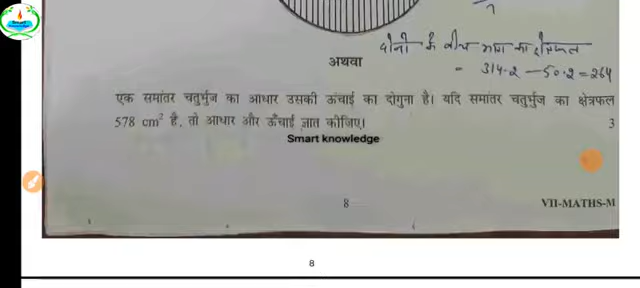 दोनो के बीच भाग का क्षेत्रफल
= 314.2 - 50.2 = 264
अथवा
एक समांतर चतुर्भुज का आधार उसकी ऊंचाई का दोगुना है। यदि समांतर चतुर्भुज का क्षेत्रफल
578 cm² है, तो आधार और ऊँचाई ज्ञात कीजिए।
3
Smart knowledge
8
VII-MATHS-M
8